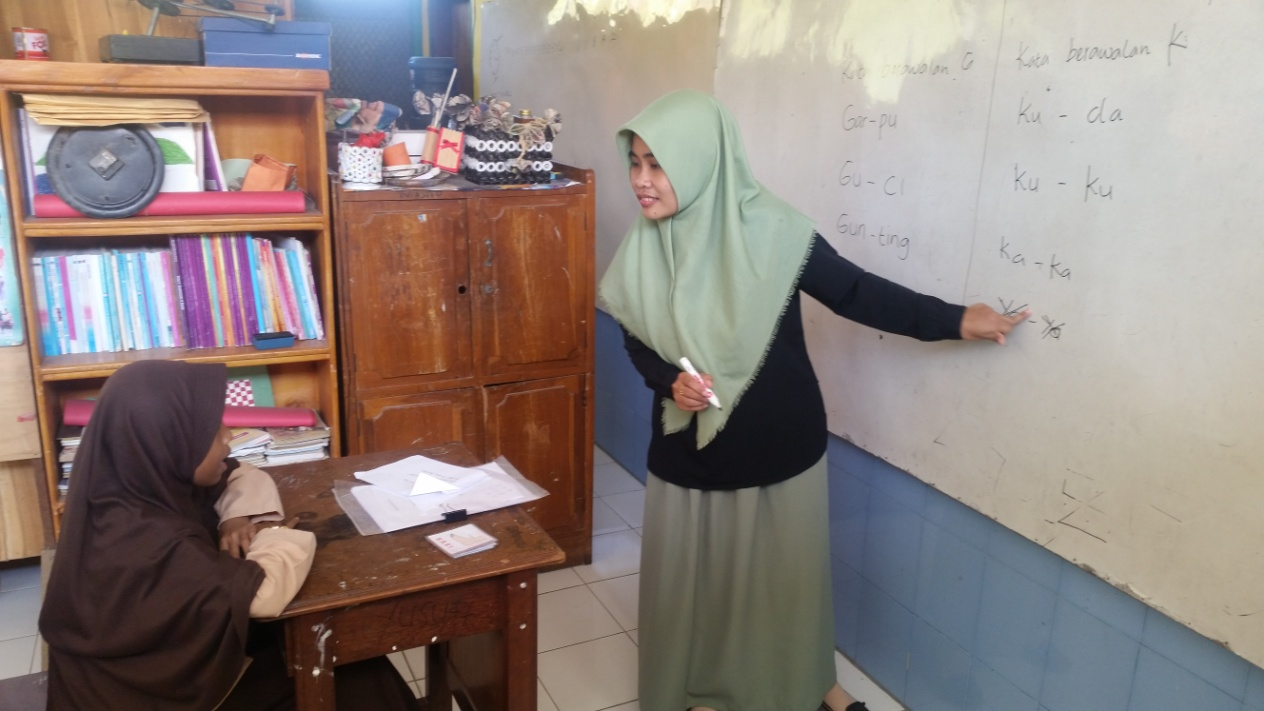 Kata berawalan G
Gar-pu
Gu-ci
Gun-ting
Kata berawalan K
ku - da
ku - ku
ka - ka